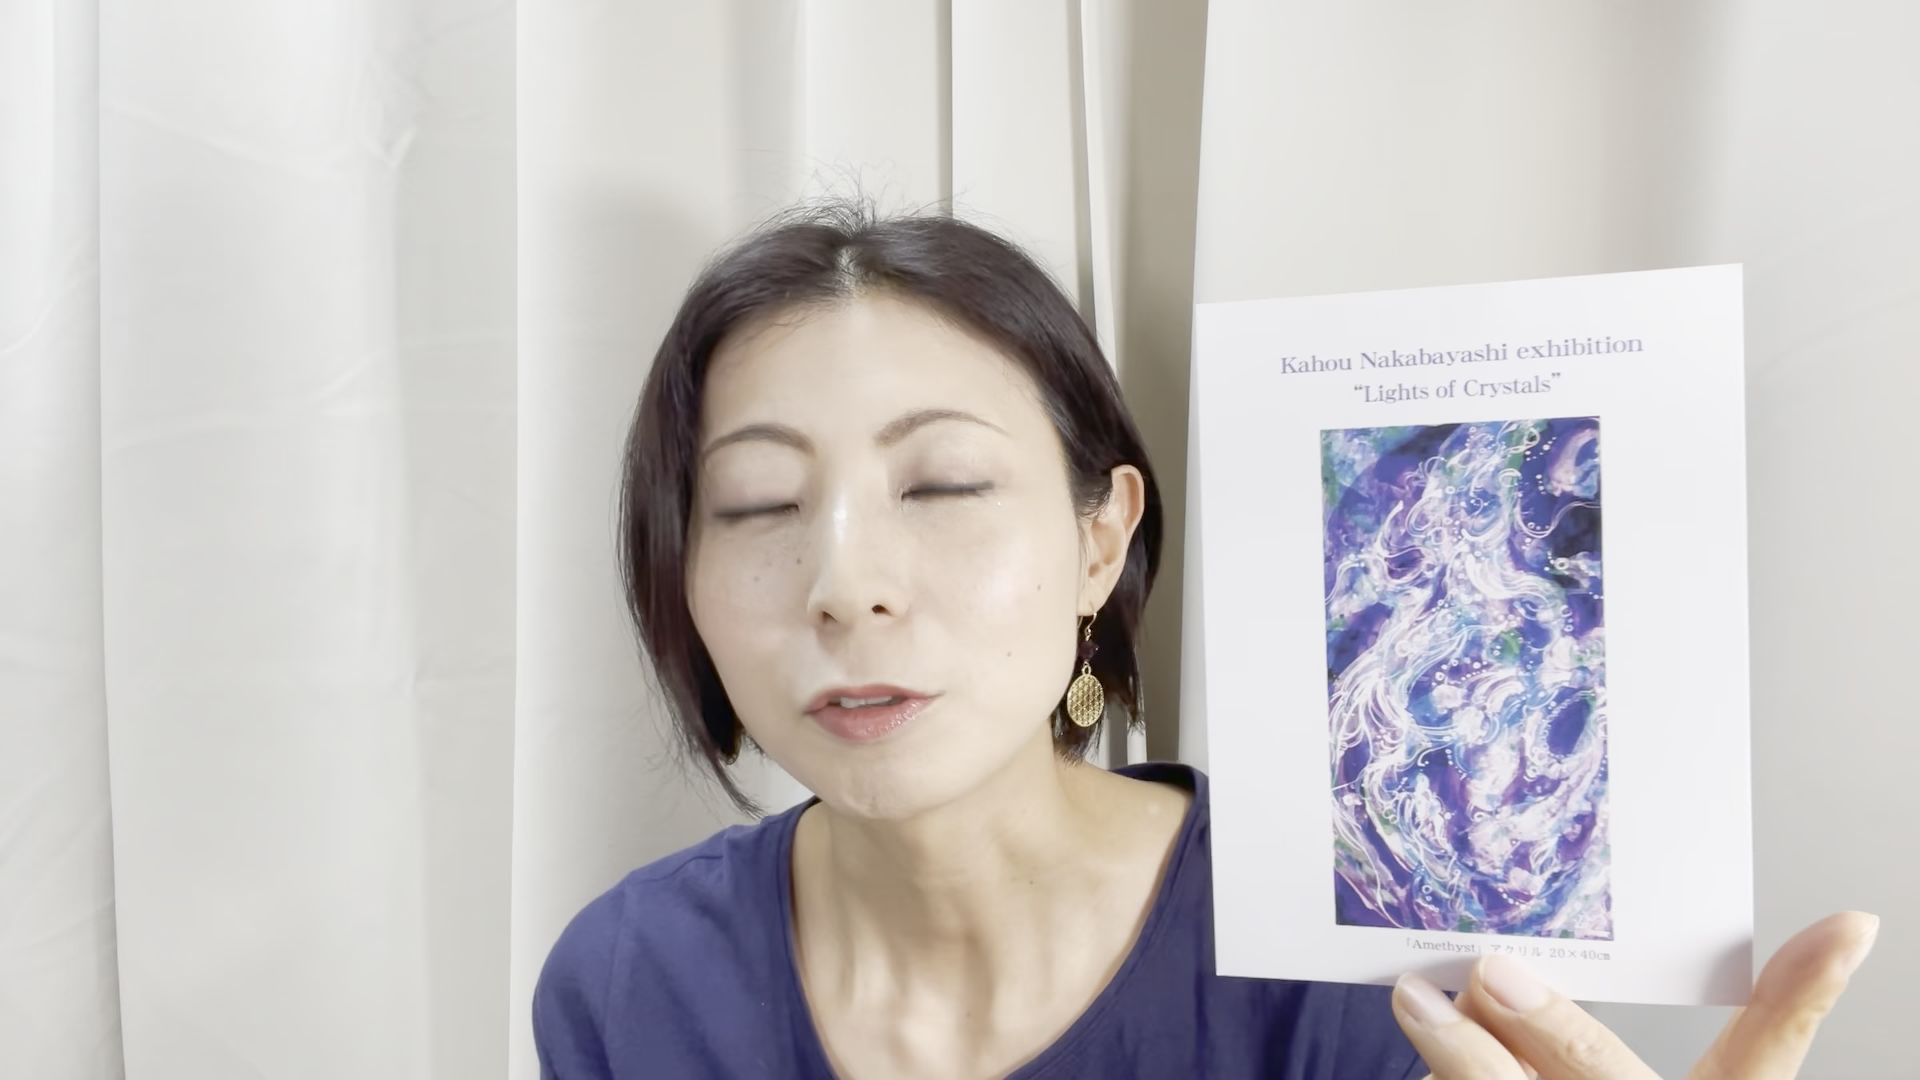 Kahou Nakabayashi exhibition
“Lights of Crystals”
「Amethyst」 アクリル 20×40㎝